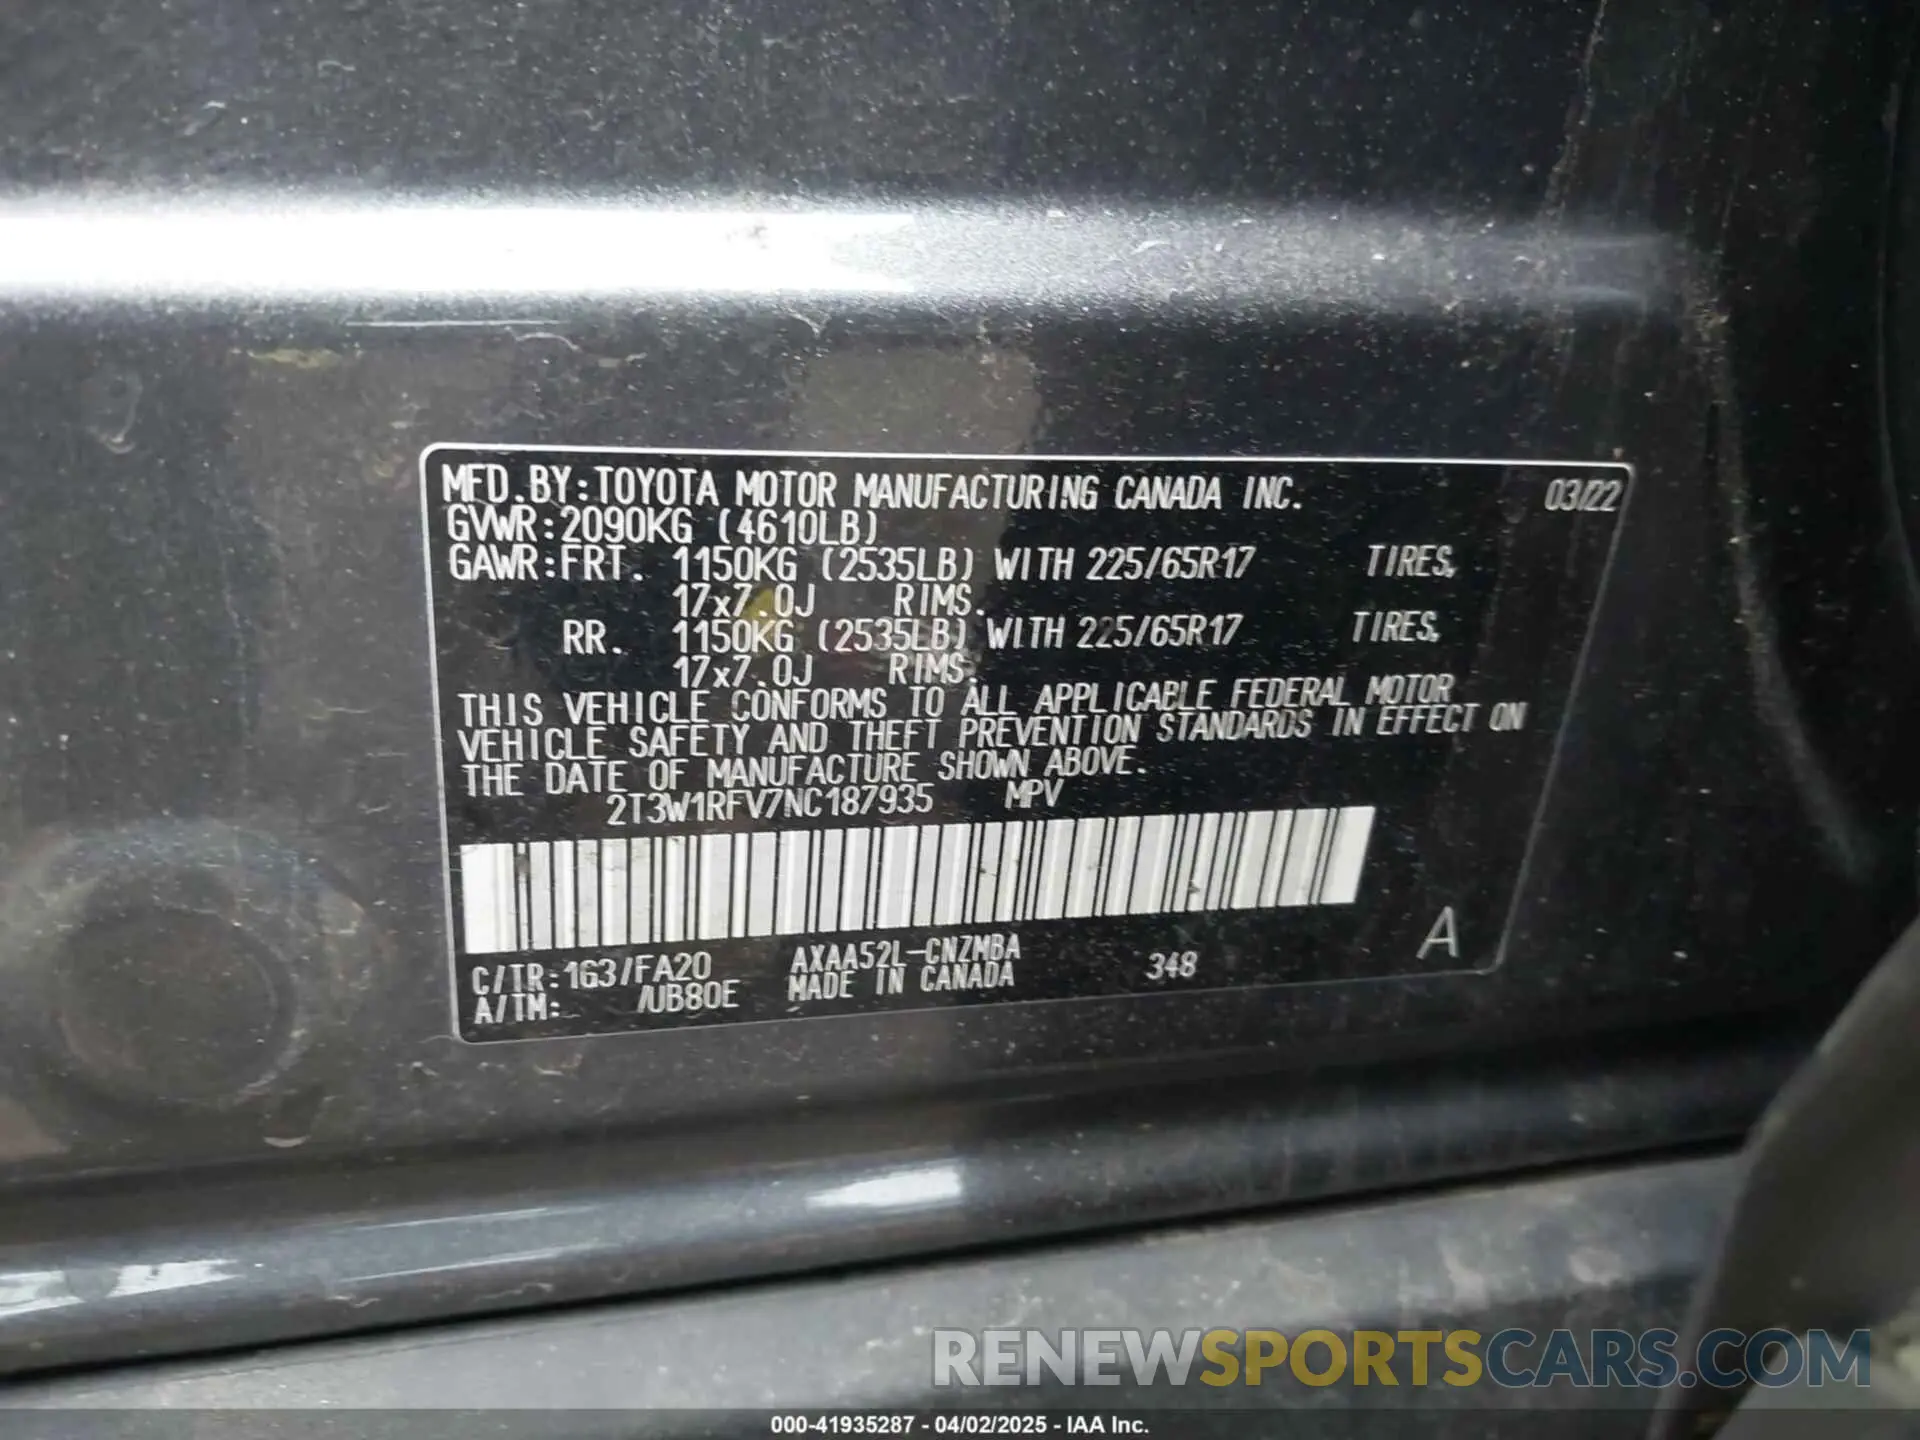 MFD.BY:TOYOTA MOTOR MANUFACTURING CANADA INC. 03/22
GVWR:2090KG (4610LB)
GAWR:FRT. 1150KG (2535LB) WITH 225/65R17 TIRES,
17x7.0J RIMS.
RR. 1150KG (2535LB) WITH 225/65R17 TIRES,
17x7.0J RIMS.
THIS VEHICLE CONFORMS TO ALL APPLICABLE FEDERAL MOTOR
VEHICLE SAFETY AND THEFT PREVENTION STANDARDS IN EFFECT ON
THE DATE OF MANUFACTURE SHOWN ABOVE.
2T3W1RFV7NC187935 MPV
C/TR:1G3/FA20 AXAA52L-CNZMBA 348 A
A/TM: /UB80E MADE IN CANADA
RENEWSPORTSCARS.COM
000-41935287 - 04/02/2025 - IAA Inc.